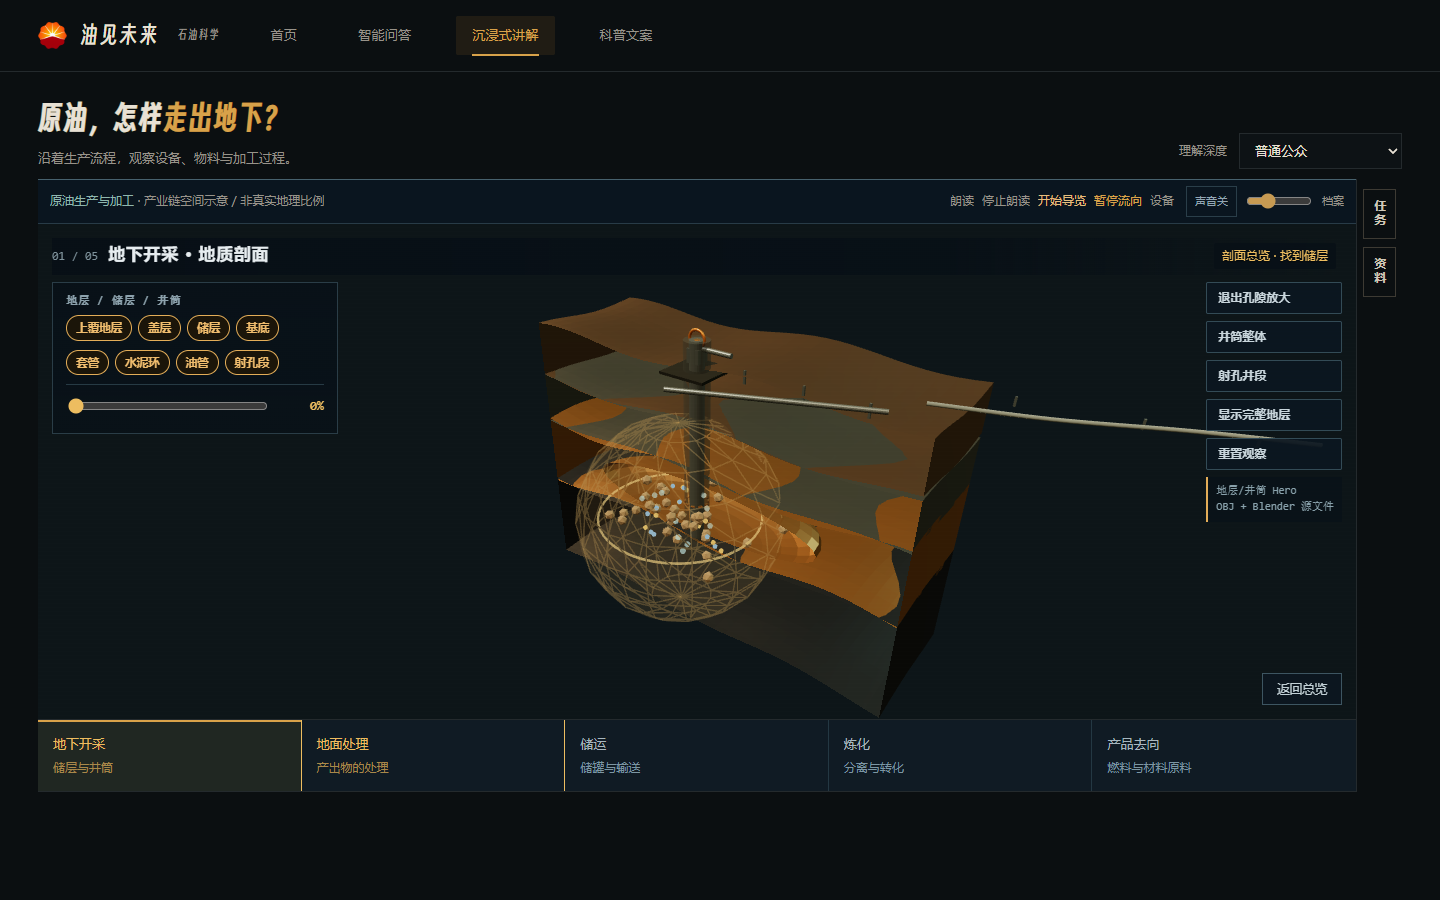 油见未来 石油科学 首页 智能问答 沉浸式讲解 科普文案
原油，怎样走出地下？
沿着生产流程，观察设备、物料与加工过程。
理解深度 普通公众
原油生产与加工 · 产业链空间示意 / 非真实地理比例
朗读 停止朗读 开始导览 暂停流向 设备 声音关 档案
任务
资料
01 / 05 地下开采 • 地质剖面
剖面总览 · 找到储层
地层 / 储层 / 井筒
上覆地层 盖层 储层 基底
套管 水泥环 油管 射孔段
0%
退出孔隙放大
井筒整体
射孔井段
显示完整地层
重置观察
地层/井筒 Hero
OBJ + Blender 源文件
返回总览
地下开采
储层与井筒
地面处理
产出物的处理
储运
储罐与输送
炼化
分离与转化
产品去向
燃料与材料原料